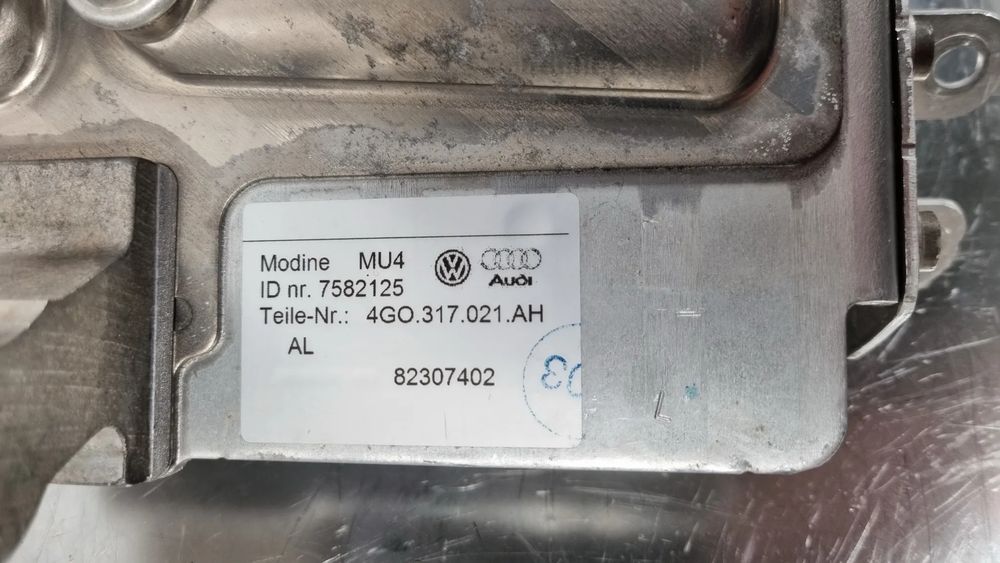 Modine MU4
ID nr. 7582125
Audi
Teile-Nr.: 4GO.317.021.AH
AL
82307402